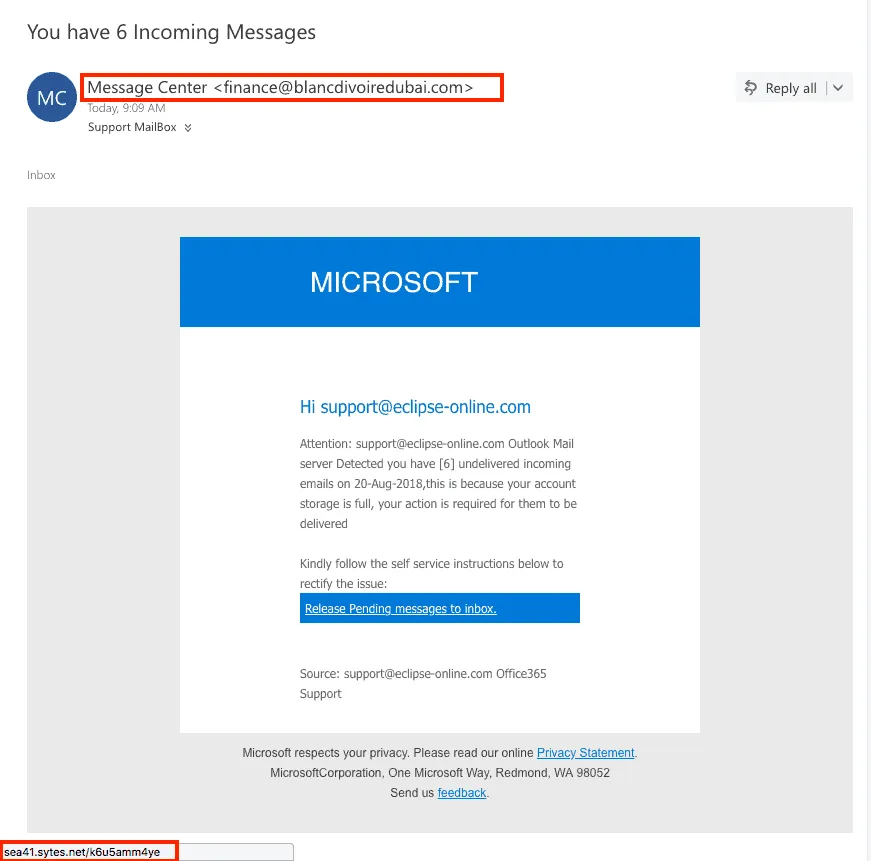 You have 6 Incoming Messages
MC
Message Center <finance@blancdivoiredubai.com>
Reply all
Today, 9:09 AM
Support MailBox
Inbox
MICROSOFT
Hi support@eclipse-online.com
Attention: support@eclipse-online.com Outlook Mail
server Detected you have [6] undelivered incoming
emails on 20-Aug-2018,this is because your account
storage is full, your action is required for them to be
delivered
Kindly follow the self service instructions below to
rectify the issue:
Release Pending messages to inbox.
Source: support@eclipse-online.com Office365
Support
Microsoft respects your privacy. Please read our online Privacy Statement.
MicrosoftCorporation, One Microsoft Way, Redmond, WA 98052
Send us feedback.
sea41.sytes.net/k6u5amm4ye